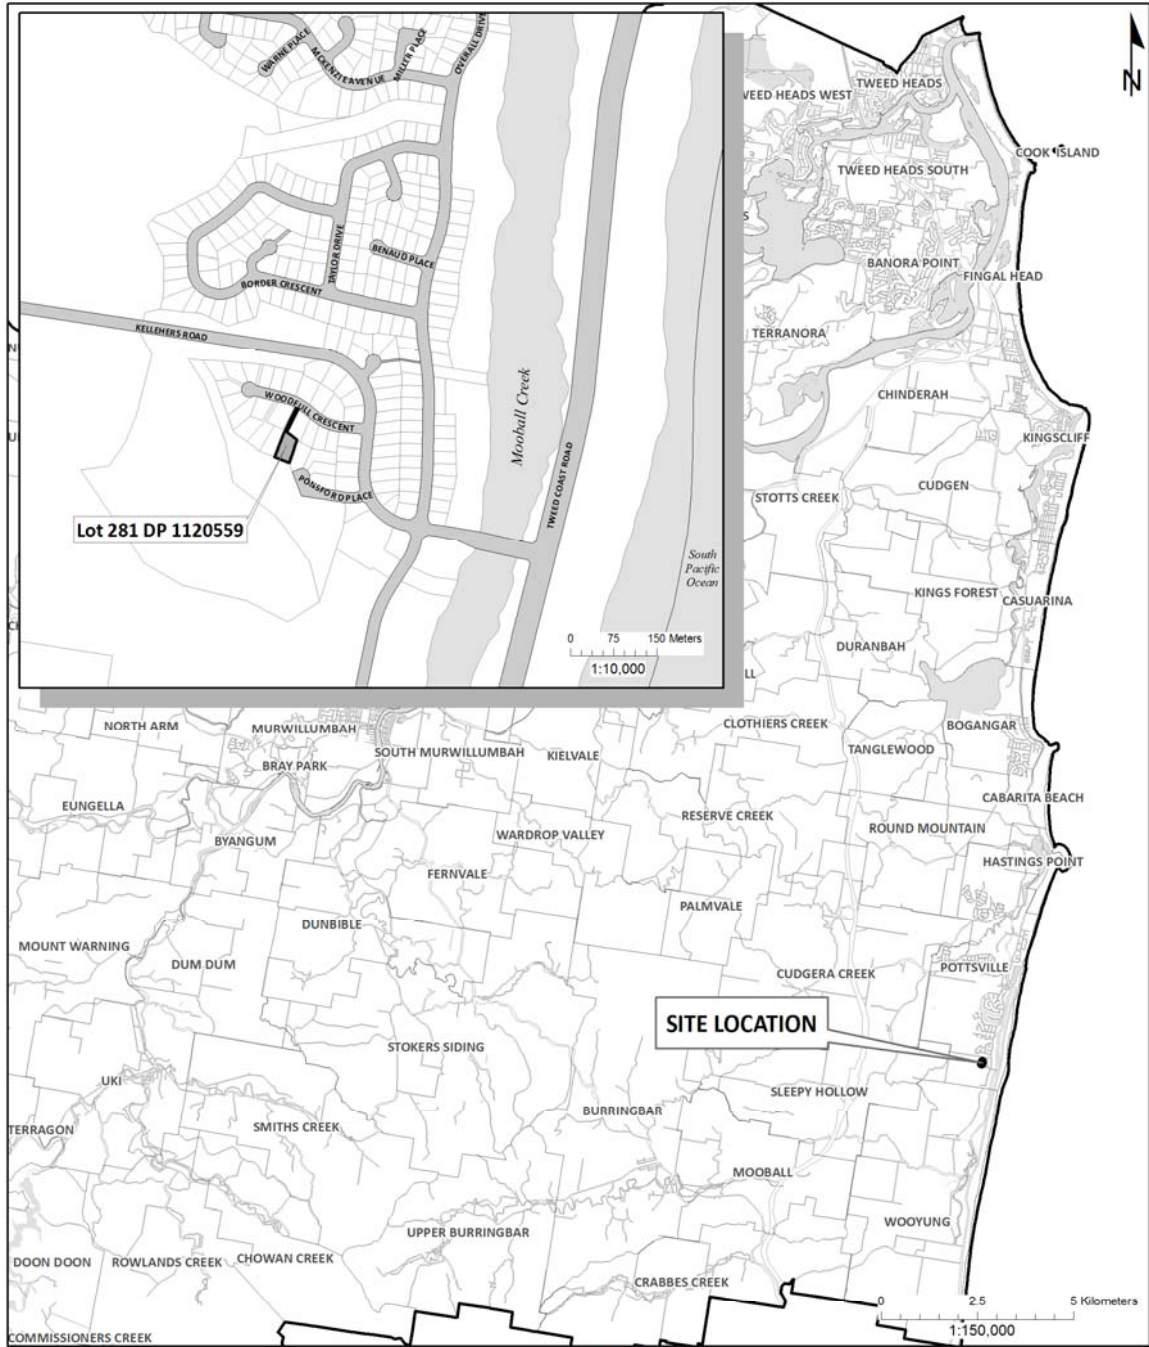 WARNE PLACE
MCKENZIE AVENUE
MILLER PLACE
OVERALL DRIVE
TAYLOR DRIVE
BENAUD PLACE
BORDER CRESCENT
KELLEHERS ROAD
WOODFULL CRESCENT
PONSFORD PLACE
Lot 281 DP 1120559
Mooball Creek
TWEED COAST ROAD
South
Pacific
Ocean
0 75 150 Meters
1:10,000
N
TWEED HEADS
WEED HEADS WEST
COOK ISLAND
TWEED HEADS SOUTH
S
BANORA POINT
FINGAL HEAD
TERRANORA
CHINDERAH
KINGSCLIFF
CUDGEN
STOTTS CREEK
KINGS FOREST
CASUARINA
DURANBAH
LL
N
U
BOGANGAR
CLOTHIERS CREEK
TANGLEWOOD
NORTH ARM
MURWILLUMBAH
SOUTH MURWILLUMBAH
KIELVALE
BRAY PARK
CABARITA BEACH
EUNGELLA
RESERVE CREEK
ROUND MOUNTAIN
BYANGUM
WARDROP VALLEY
HASTINGS POINT
FERNVALE
PALMVALE
DUNBIBLE
MOUNT WARNING
DUM DUM
CUDGERA CREEK
POTTSVILLE
SITE LOCATION
STOKERS SIDING
UKI
SLEEPY HOLLOW
BURRINGBAR
TERRAGON
SMITHS CREEK
MOOBALL
WOOYUNG
UPPER BURRINGBAR
DOON DOON
ROWLANDS CREEK
CHOWAN CREEK
CRABBES CREEK
0 2.5 5 Kilometers
1:150,000
COMMISSIONERS CREEK